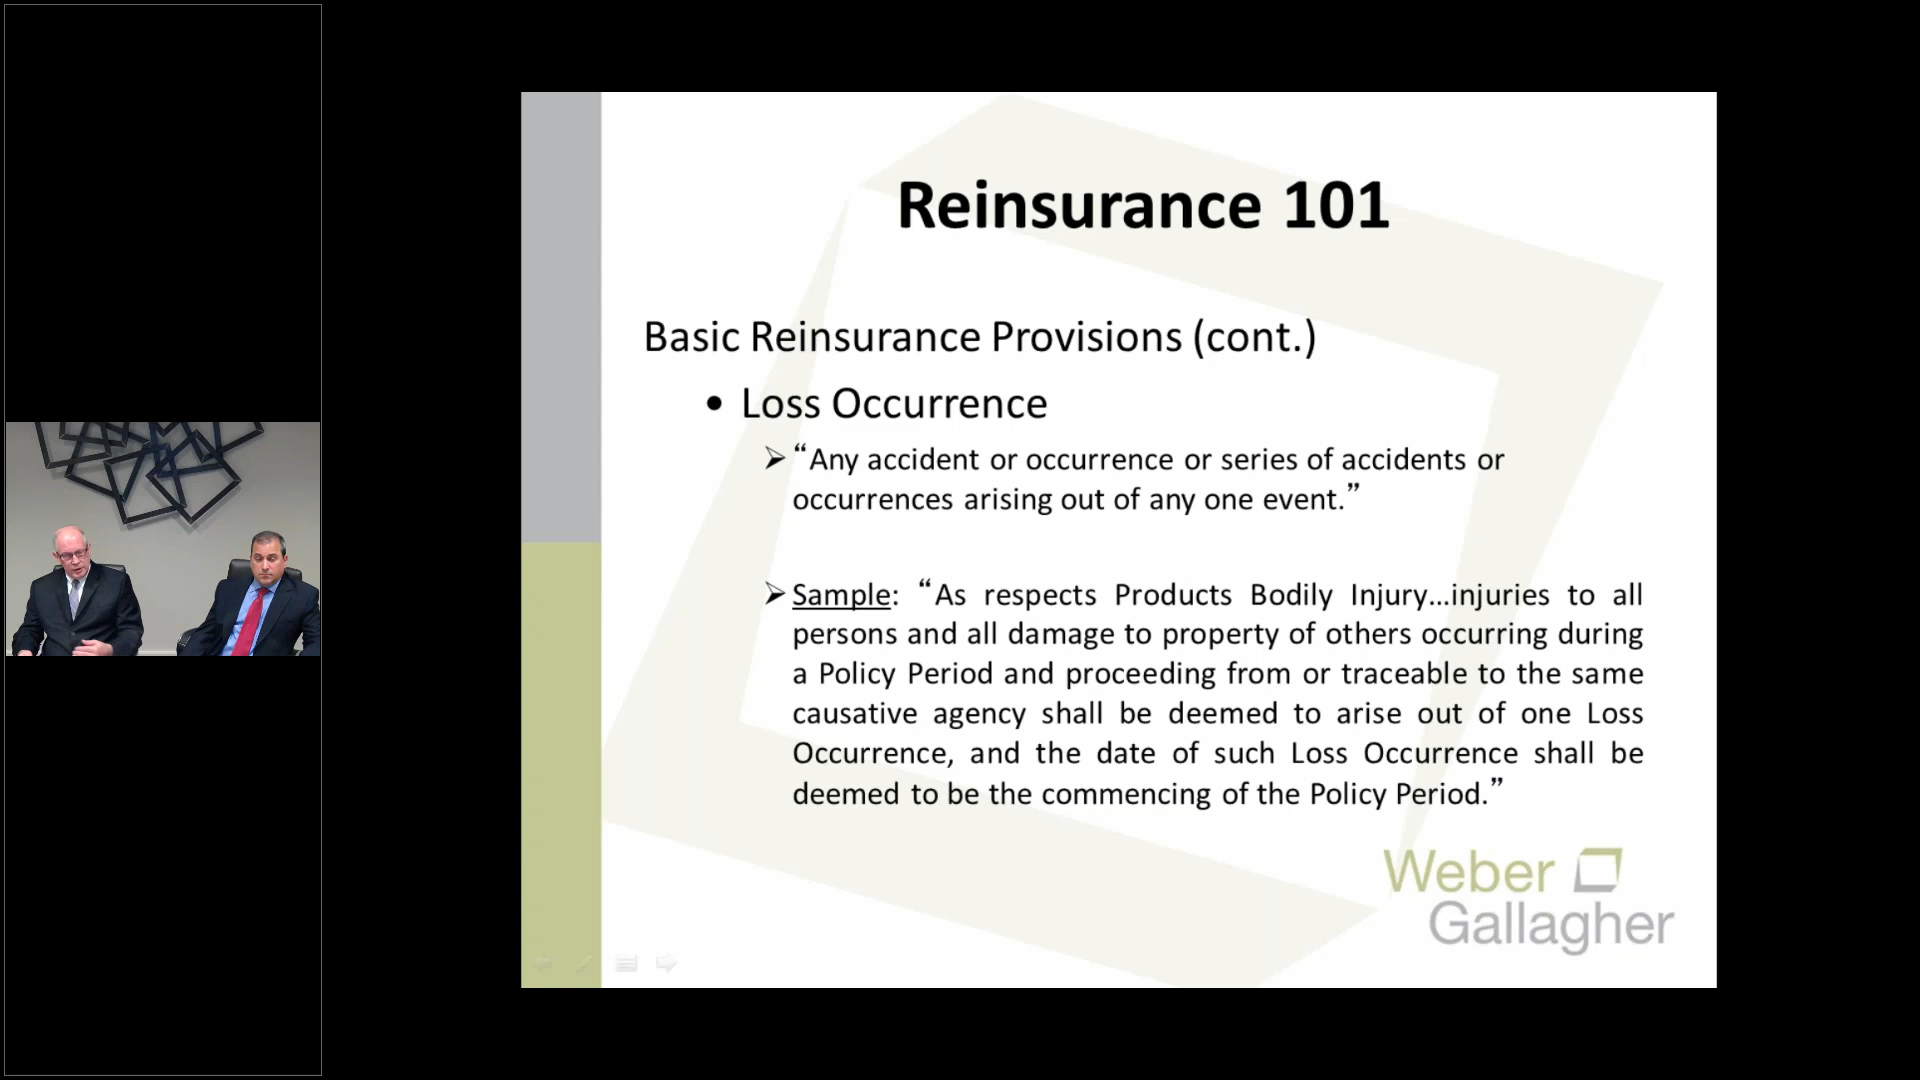 Reinsurance 101
Basic Reinsurance Provisions (cont.)
• Loss Occurrence
➢ “Any accident or occurrence or series of accidents or
occurrences arising out of any one event.”
➢ Sample: “As respects Products Bodily Injury…injuries to all
persons and all damage to property of others occurring during
a Policy Period and proceeding from or traceable to the same
causative agency shall be deemed to arise out of one Loss
Occurrence, and the date of such Loss Occurrence shall be
deemed to be the commencing of the Policy Period.”
Weber
Gallagher